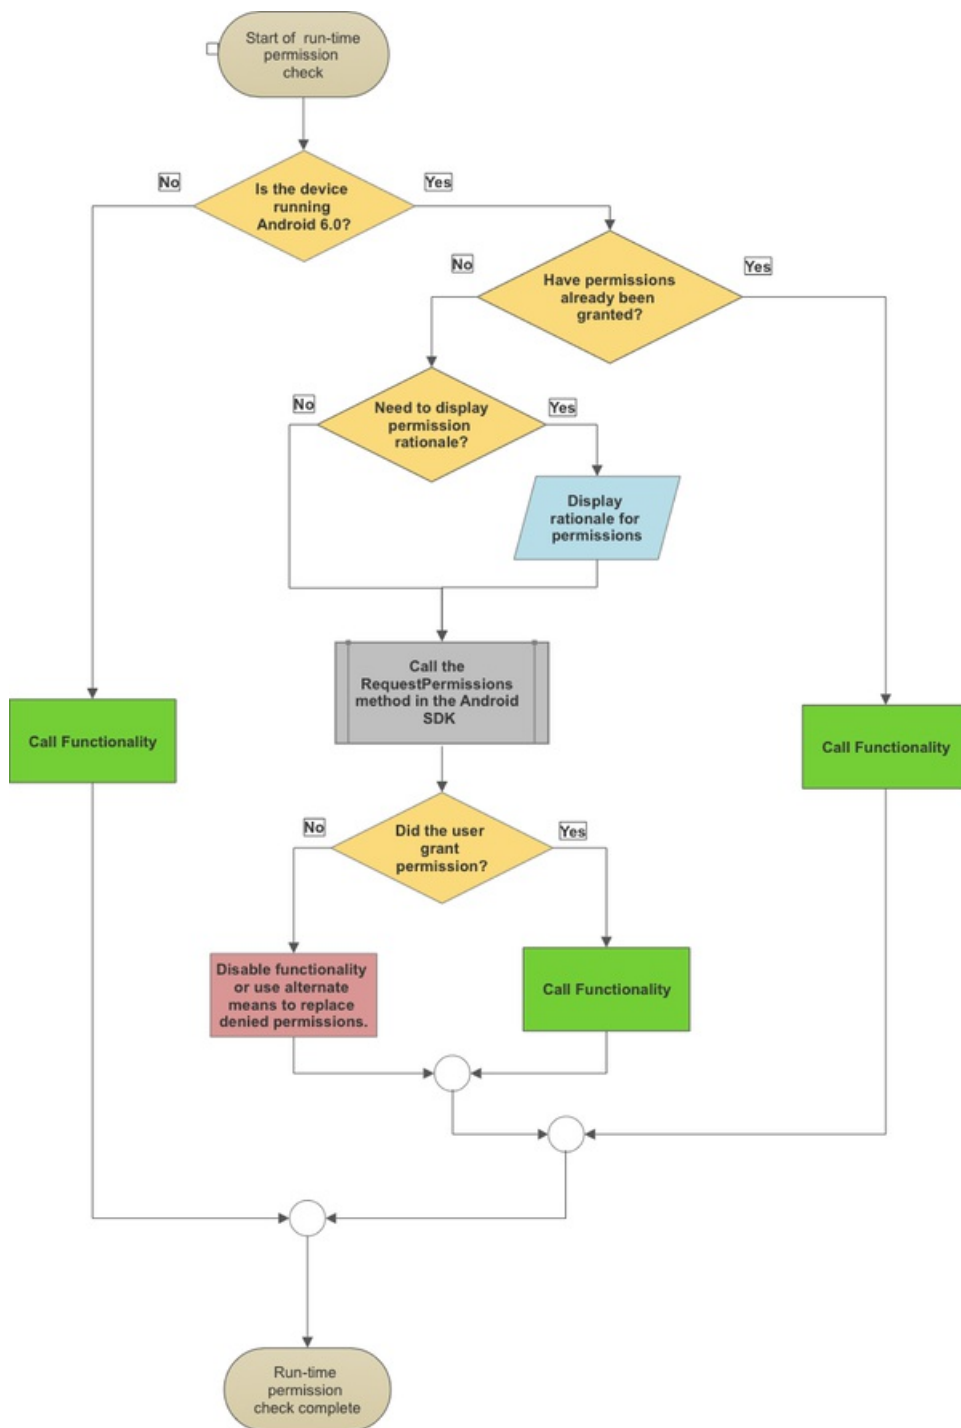 Start of run-time
permission
check
No
Yes
Is the device
running
Android 6.0?
No
Yes
Have permissions
already been
granted?
No
Yes
Need to display
permission
rationale?
Display
rationale for
permissions
Call the
RequestPermissions
method in the Android
SDK
Call Functionality
Call Functionality
No
Yes
Did the user
grant
permission?
Disable functionality
or use alternate
means to replace
denied permissions.
Call Functionality
Run-time
permission
check complete